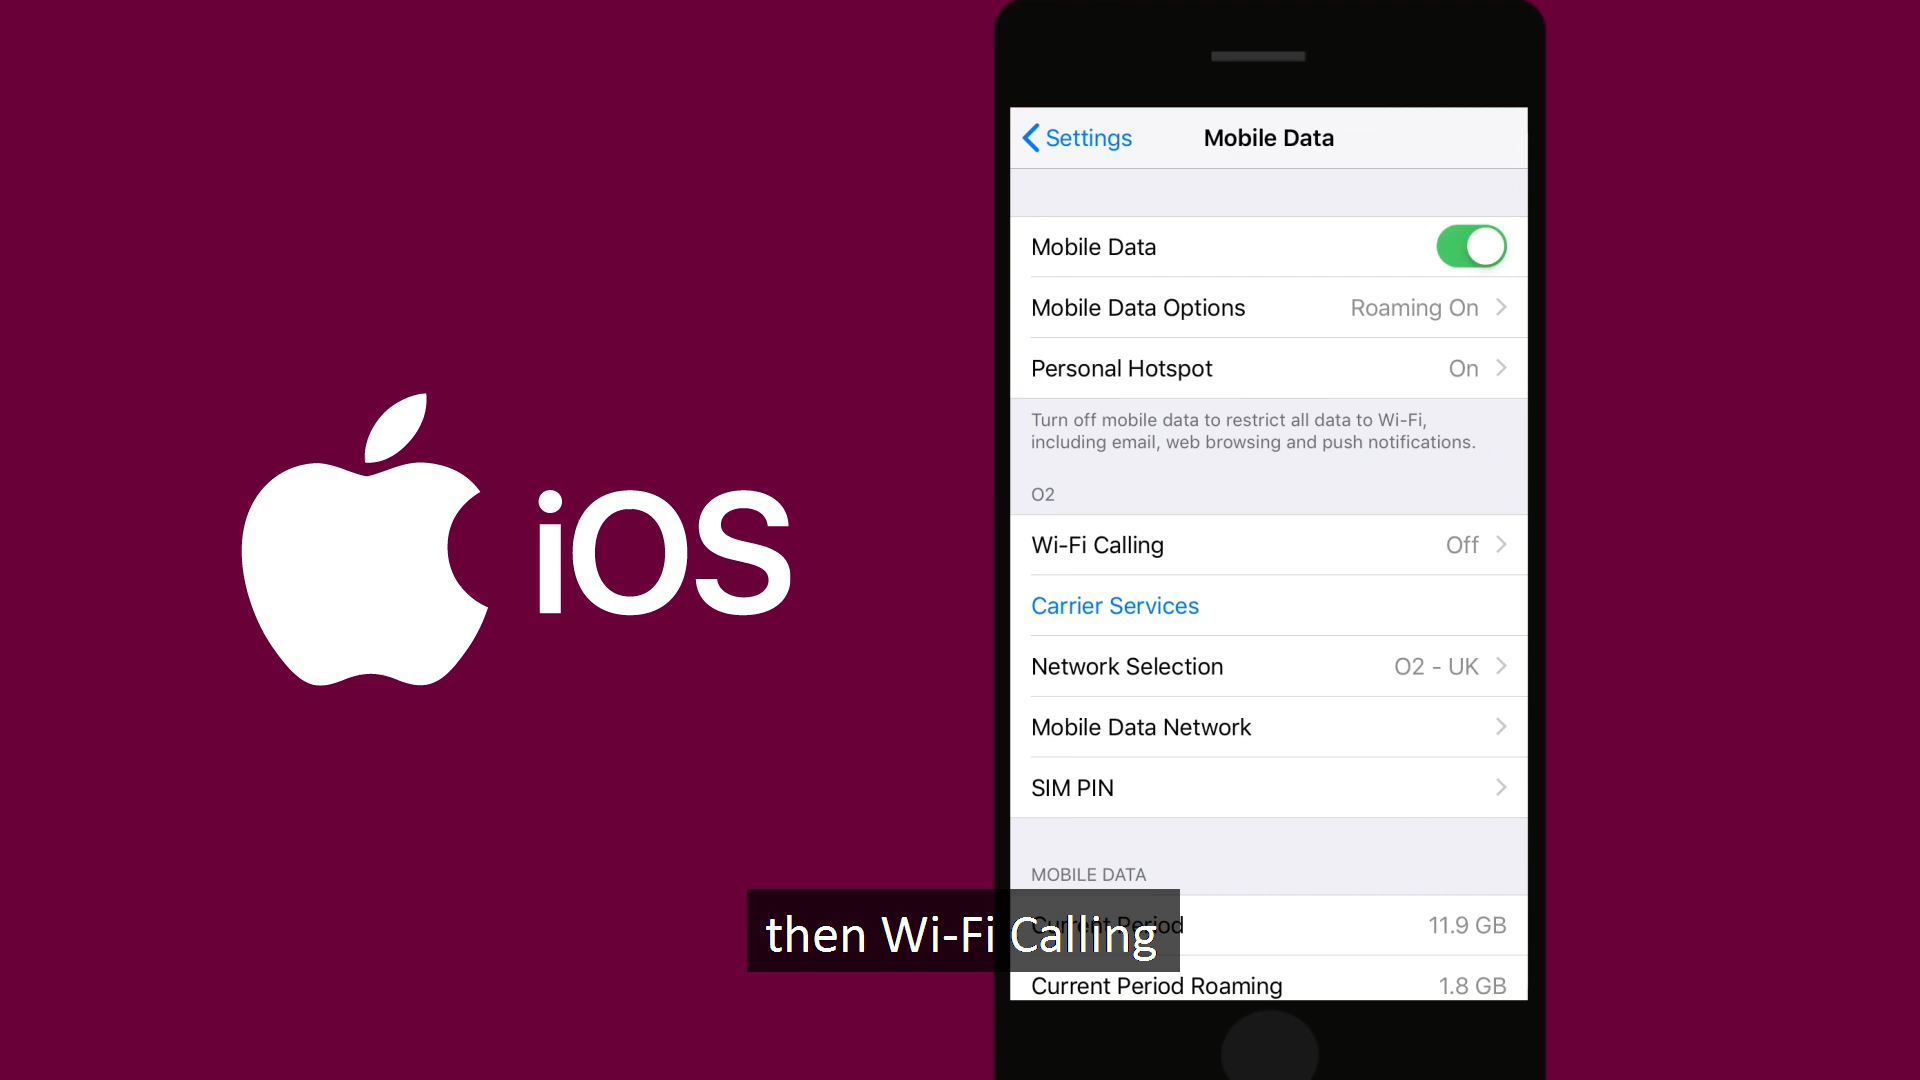 iOS
Settings
Mobile Data
Mobile Data
Mobile Data Options Roaming On
Personal Hotspot On
Turn off mobile data to restrict all data to Wi-Fi,
including email, web browsing and push notifications.
O2
Wi-Fi Calling Off
Carrier Services
Network Selection O2 - UK
Mobile Data Network
SIM PIN
MOBILE DATA
Current Period 11.9 GB
then Wi-Fi Calling
Current Period Roaming 1.8 GB